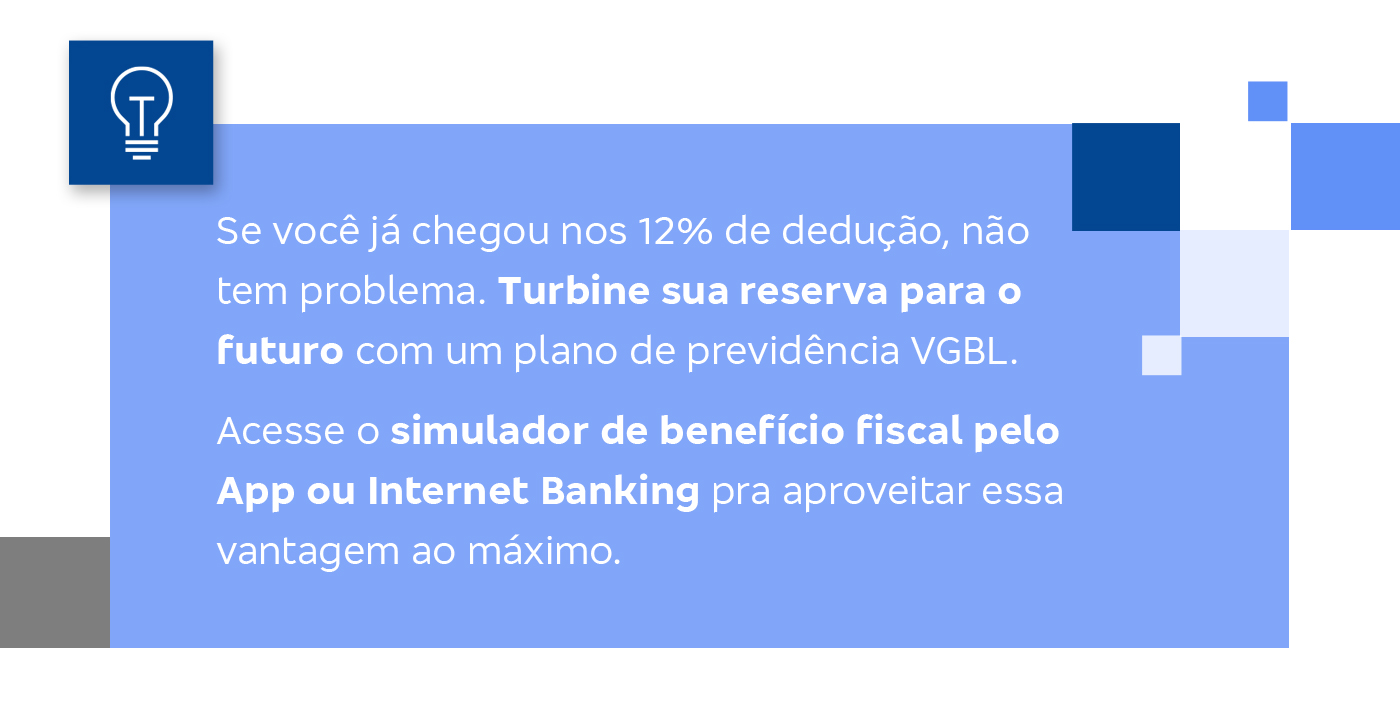 Se você já chegou nos 12% de dedução, não
tem problema. Turbine sua reserva para o
futuro com um plano de previdência VGBL.
Acesse o simulador de benefício fiscal pelo
App ou Internet Banking pra aproveitar essa
vantagem ao máximo.